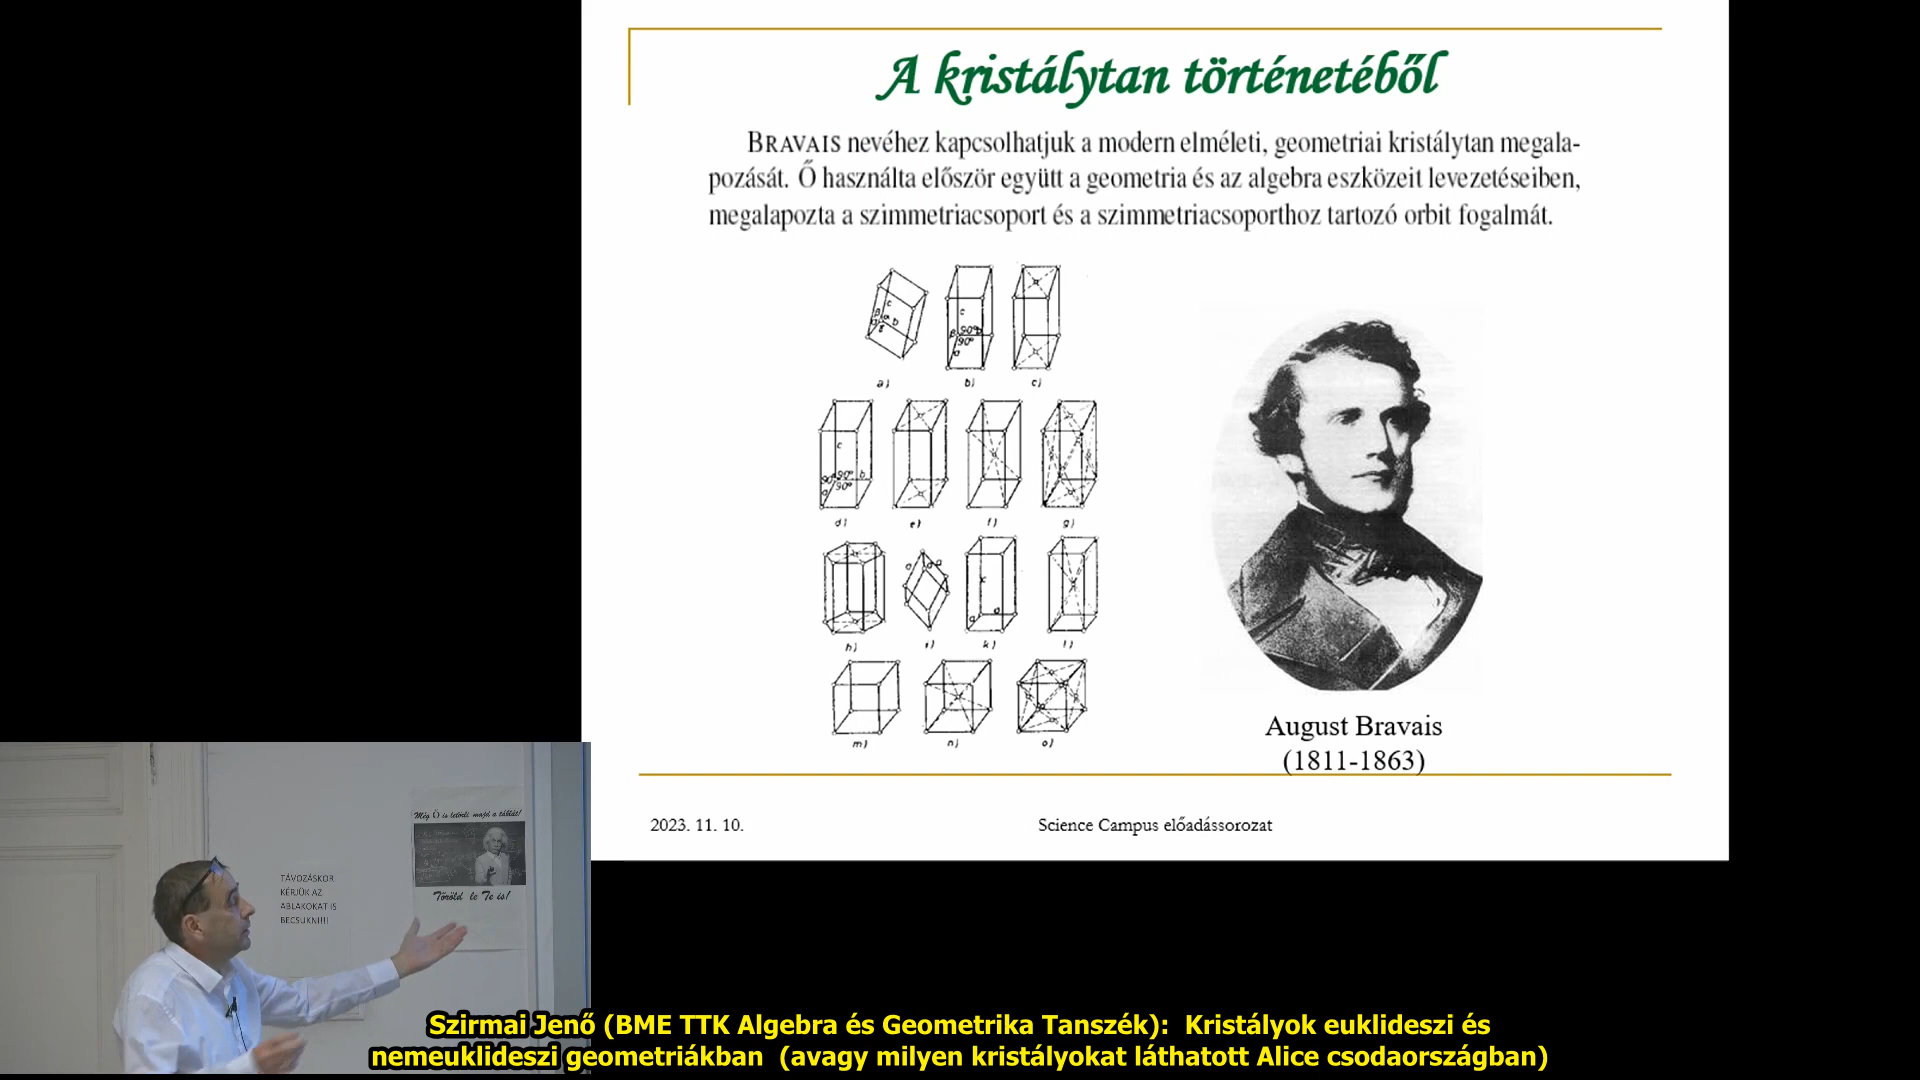 A kristálytan történetéből
BRAVAIS nevéhez kapcsolhatjuk a modern elméleti, geometriai kristálytan megala-
pozását. Ő használta először együtt a geometria és az algebra eszközeit levezetéseiben,
megalapozta a szimmetriacsoport és a szimmetriacsoporthoz tartozó orbit fogalmát.
a) b) c)
d) e) f) g)
h) i) k) l)
m) n) o)
August Bravais
(1811-1863)
2023. 11. 10. Science Campus előadássorozat
Még Ő is letörli majd a táblát!
Töröld le Te is!
TÁVOZÁSKOR
KÉRJÜK AZ
ABLAKOKAT IS
BECSUKNI!!!
Szirmai Jenő (BME TTK Algebra és Geometrika Tanszék): Kristályok euklideszi és
nemeuklideszi geometriákban (avagy milyen kristályokat láthatott Alice csodaországban)